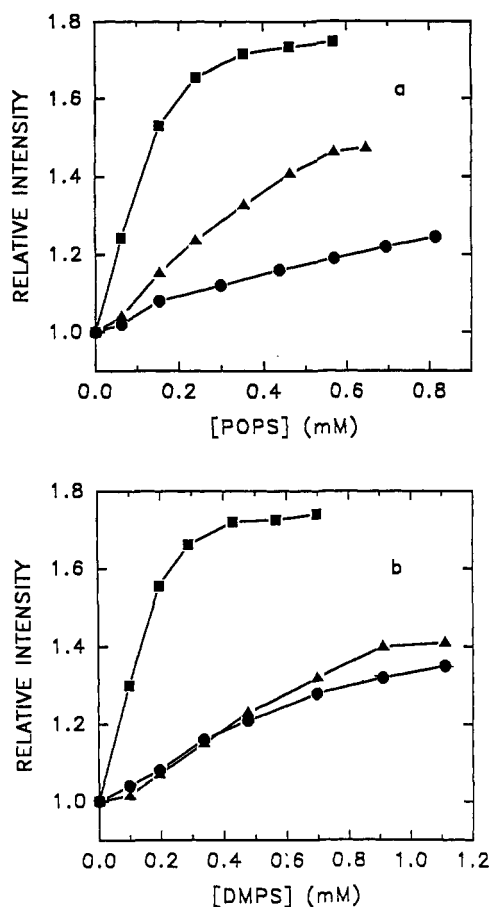 1.8
1.6
1.4
1.2
1.0
RELATIVE INTENSITY
a
0.0 0.2 0.4 0.6 0.8
[POPS] (mM)
1.8
1.6
1.4
1.2
1.0
RELATIVE INTENSITY
b
0.0 0.2 0.4 0.6 0.8 1.0 1.2
[DMPS] (mM)